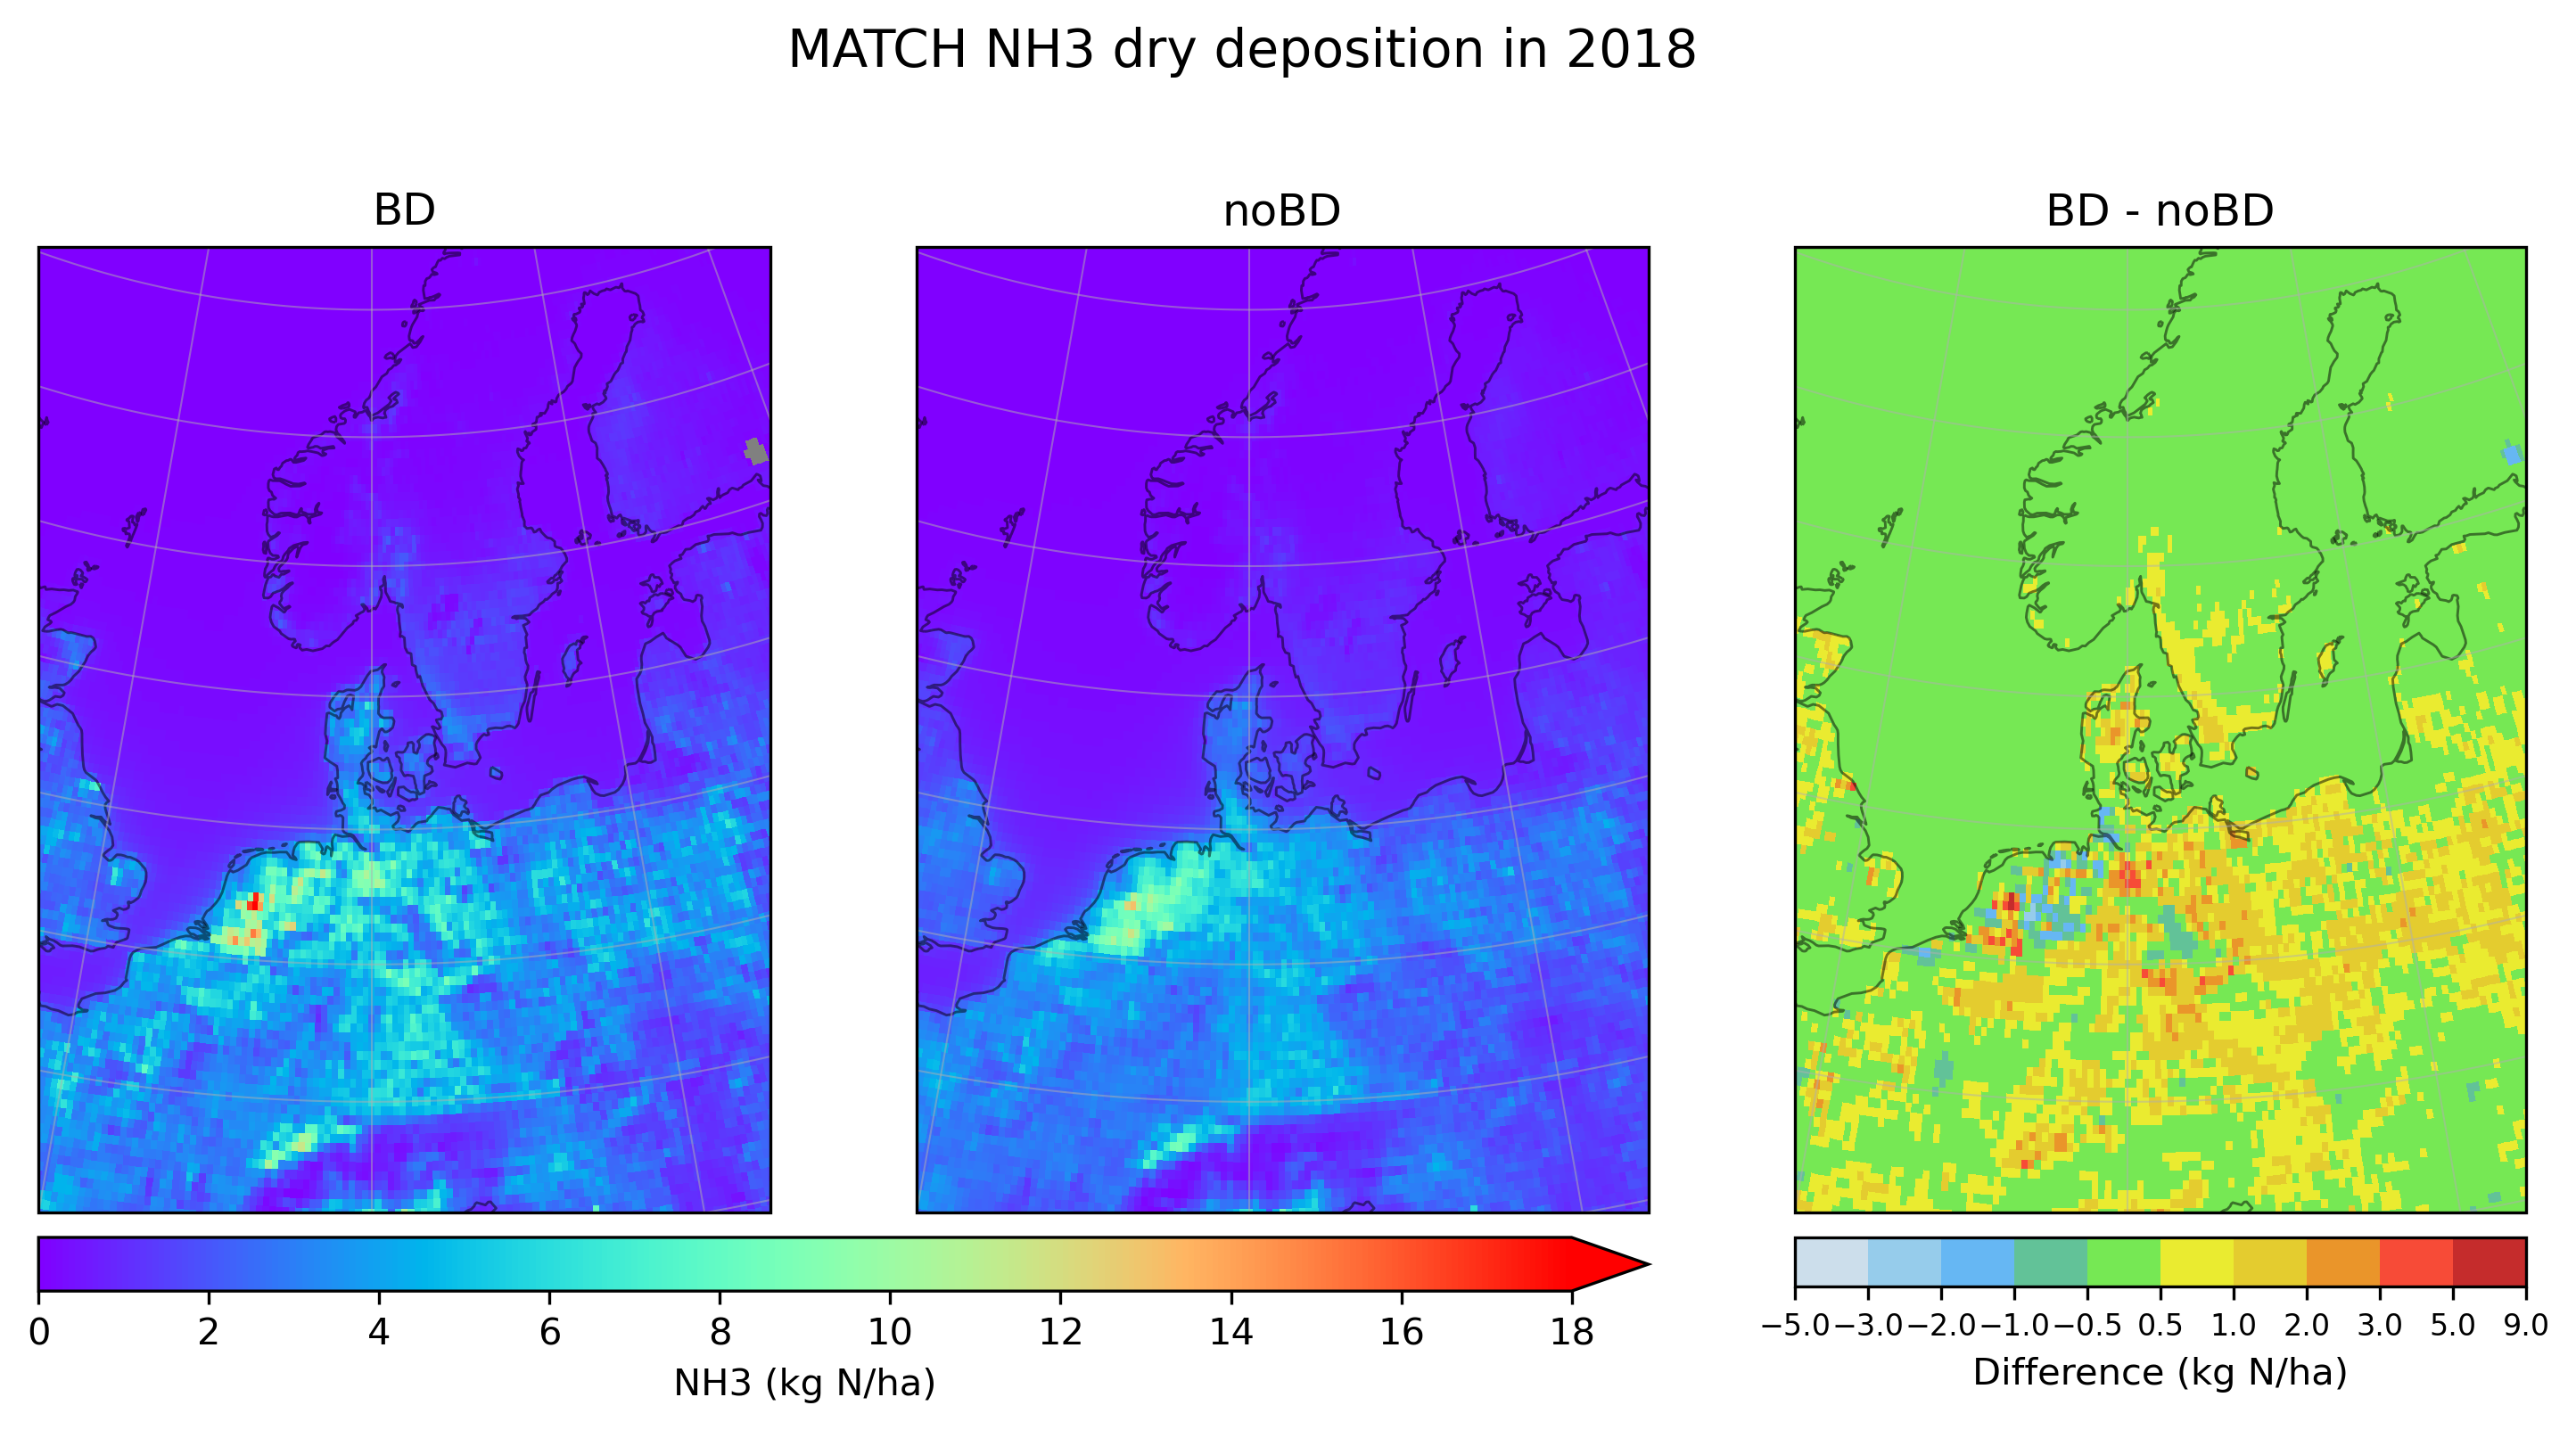 MATCH NH3 dry deposition in 2018
BD
noBD
BD - noBD
0 2 4 6 8 10 12 14 16 18
NH3 (kg N/ha)
−5.0 −3.0 −2.0 −1.0 −0.5 0.5 1.0 2.0 3.0 5.0 9.0
Difference (kg N/ha)